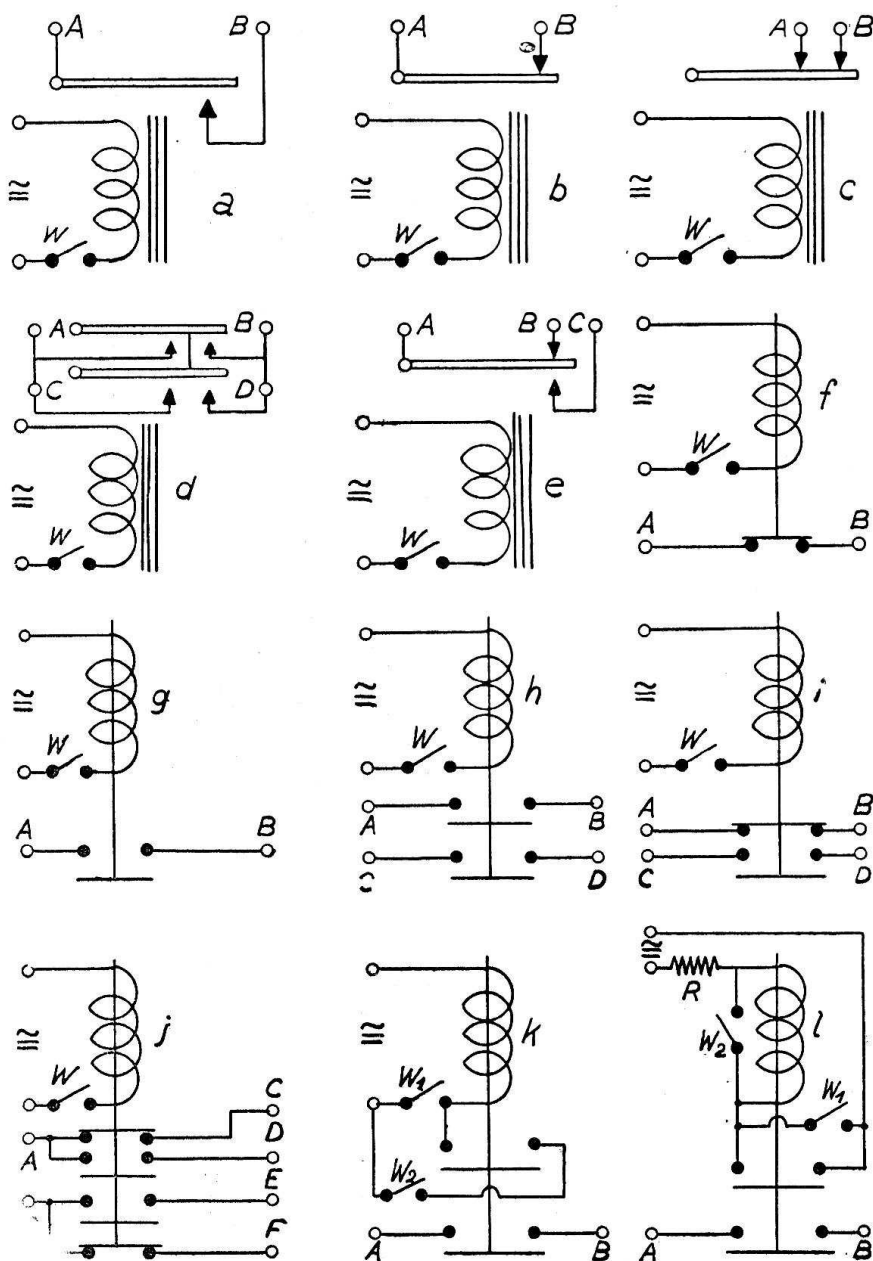 A B A B A B
W a W b W c
A B B C
C D A
W d W e W f
A B
W g W h W i
A B A B A B
C D C D
j k R l
W W1 W2
C W1
D
A W2
E
F A B A B